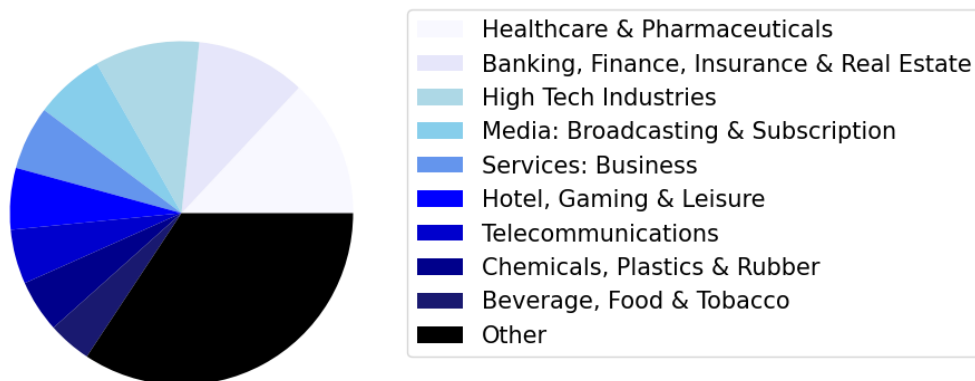 Healthcare & Pharmaceuticals
Banking, Finance, Insurance & Real Estate
High Tech Industries
Media: Broadcasting & Subscription
Services: Business
Hotel, Gaming & Leisure
Telecommunications
Chemicals, Plastics & Rubber
Beverage, Food & Tobacco
Other